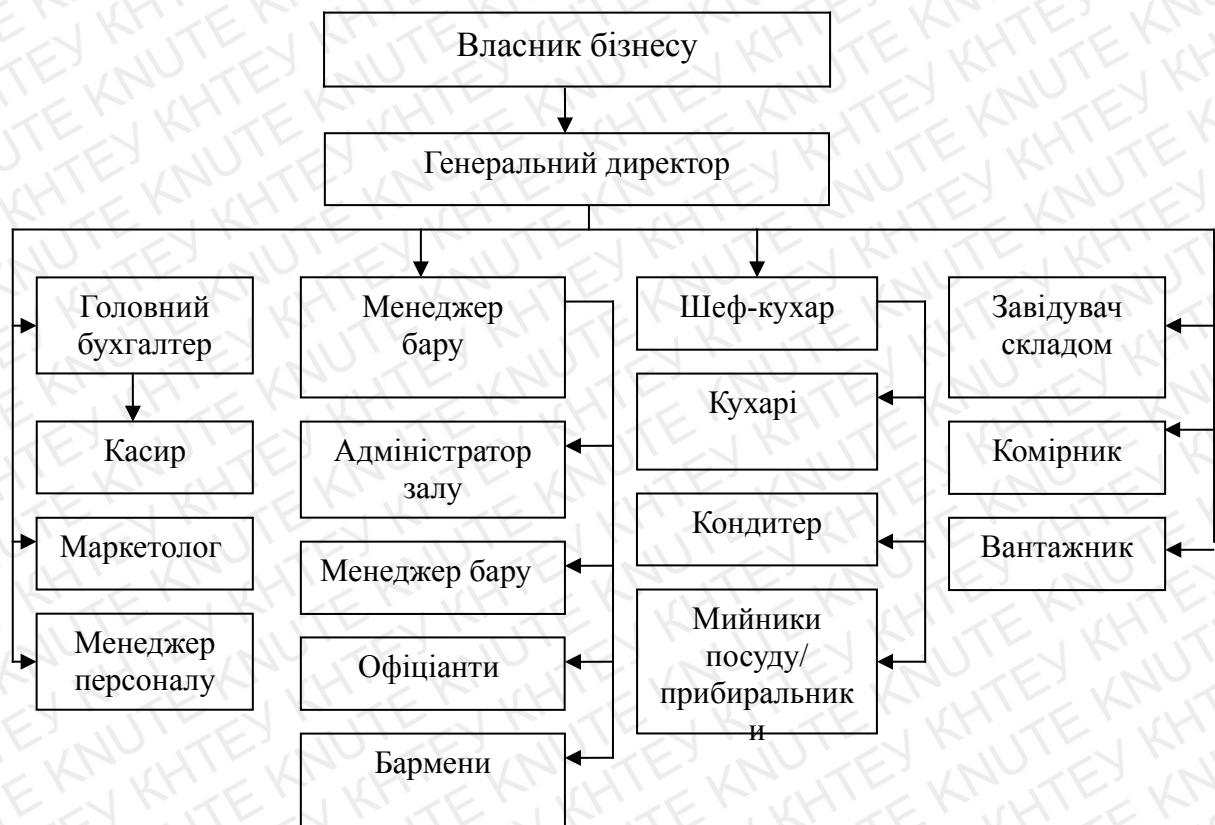 Власник бізнесу
Генеральний директор
Головний
бухгалтер
Касир
Маркетолог
Менеджер
персоналу
Менеджер
бару
Адміністратор
залу
Менеджер бару
Офіціанти
Бармени
Шеф-кухар
Кухарі
Кондитер
Мийники
посуду/
прибиральник
и
Завідувач
складом
Комірник
Вантажник